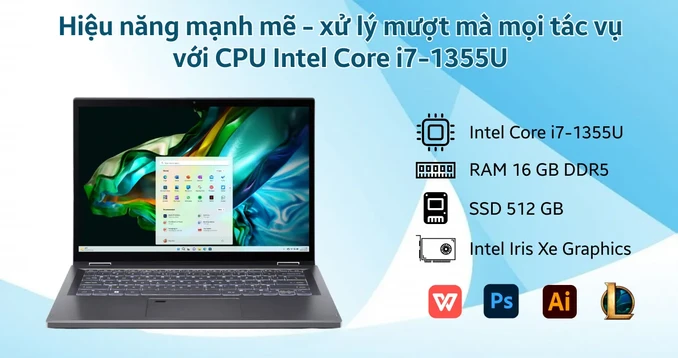 Hiệu năng mạnh mẽ - xử lý mượt mà mọi tác vụ
với CPU Intel Core i7-1355U
Intel Core i7-1355U
RAM 16 GB DDR5
SSD 512 GB
Intel Iris Xe Graphics
W Ps Ai L